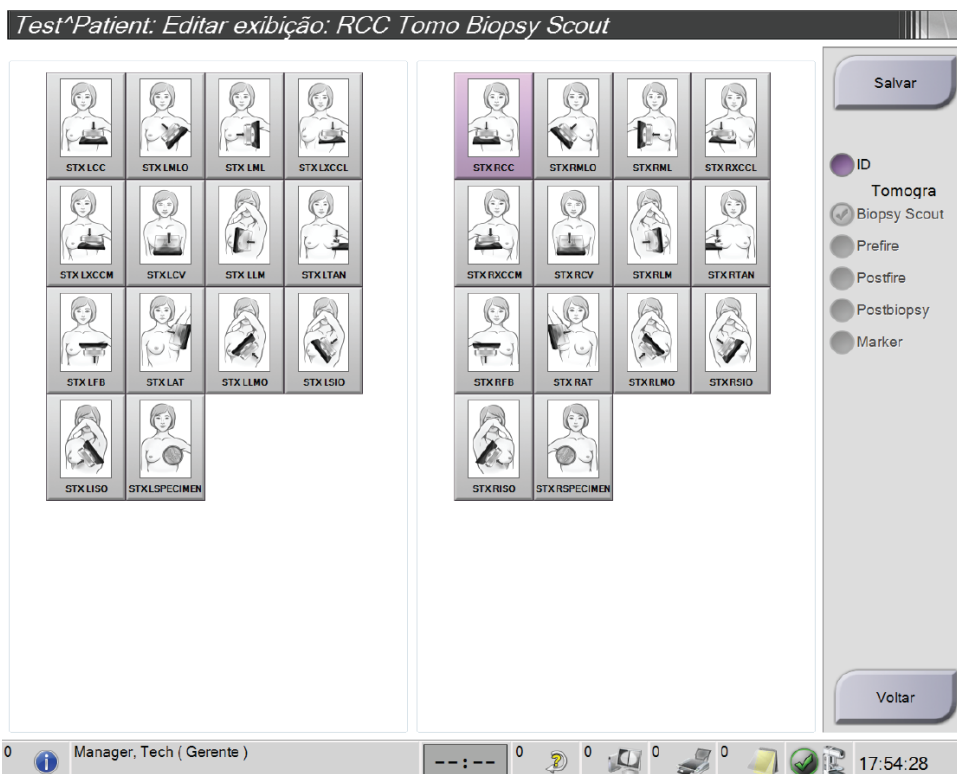 Test^Patient: Editar exibição: RCC Tomo Biopsy Scout
STX LCC STX LMLO STX LML STX LXCCL
STX LXCCM STX LCV STX LLM STX LTAN
STX LFB STX LAT STX LLMO STX LSIO
STX LISO STX LSPECIMEN
STX RCC STX RMLO STX RML STX RXCCL
STX RXCCM STX RCV STX RLM STX RTAN
STX RFB STX RAT STX RLMO STX RSIO
STX RISO STX RSPECIMEN
Salvar
ID
Tomogra
Biopsy Scout
Prefire
Postfire
Postbiopsy
Marker
Voltar
0 Manager, Tech ( Gerente ) --:-- 0 0 0 0 17:54:28